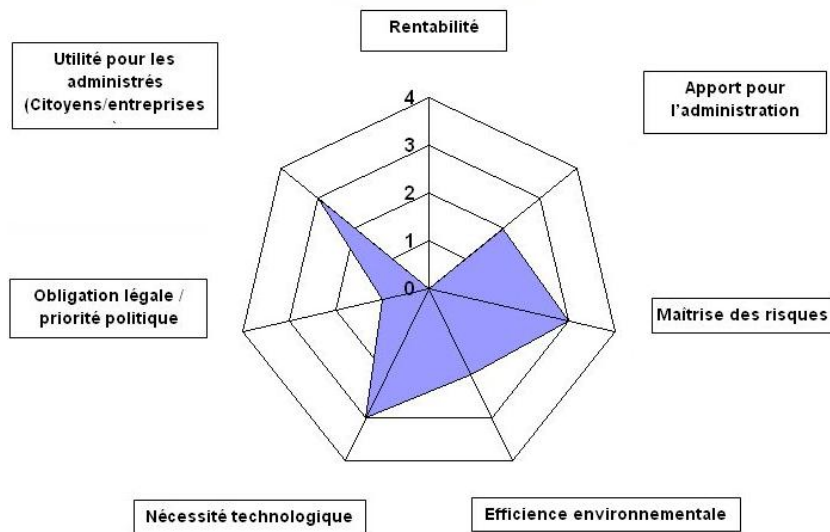 Rentabilité
Utilité pour les
administrés
(Citoyens/entreprises
Apport pour
l'administration
4
3
2
1
0
Obligation légale /
priorité politique
Maîtrise des risques
Nécessité technologique
Efficience environnementale